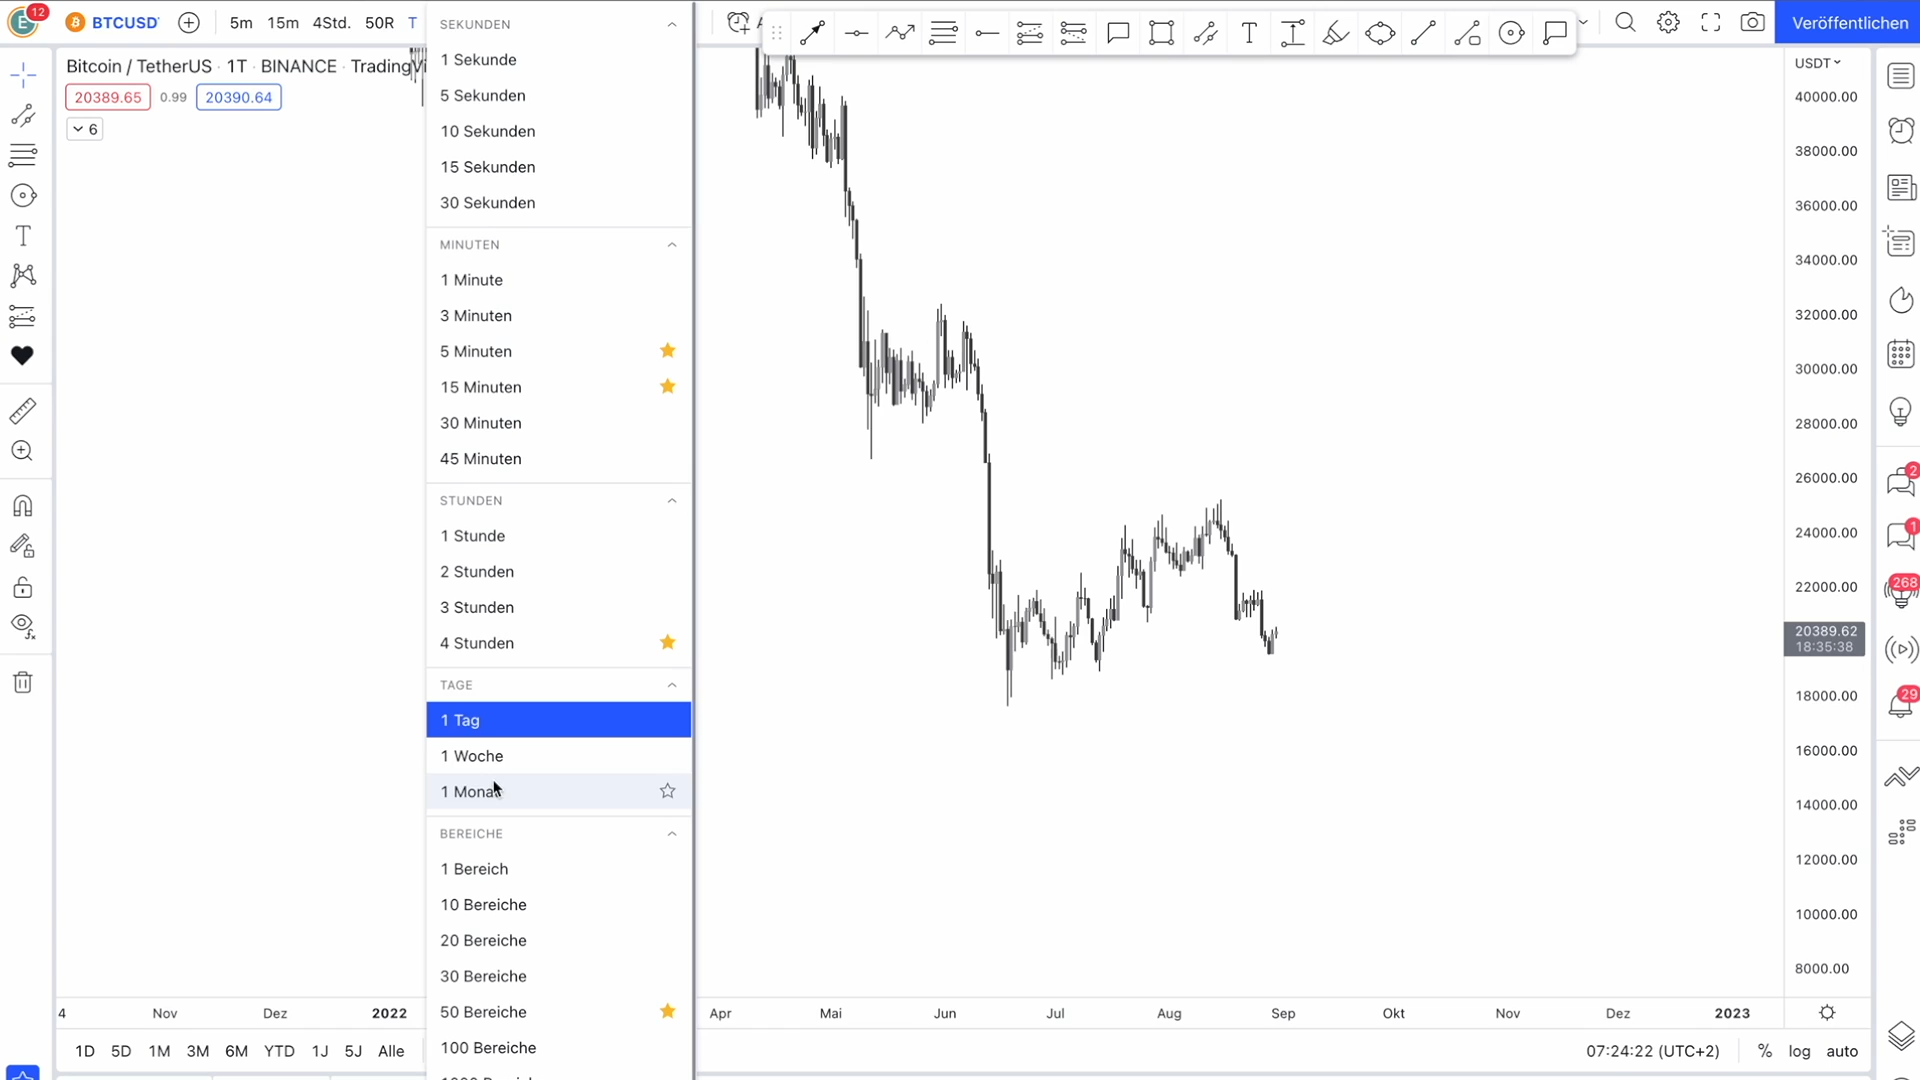 12
E
BTCUSD
5m 15m 4Std. 50R T
Veröffentlichen
Bitcoin / TetherUS · 1T · BINANCE ·
20389.65 0.99 20390.64
6
SEKUNDEN
1 Sekunde
5 Sekunden
10 Sekunden
15 Sekunden
30 Sekunden
MINUTEN
1 Minute
3 Minuten
5 Minuten
15 Minuten
30 Minuten
45 Minuten
STUNDEN
1 Stunde
2 Stunden
3 Stunden
4 Stunden
TAGE
1 Tag
1 Woche
1 Monat
BEREICHE
1 Bereich
10 Bereiche
20 Bereiche
30 Bereiche
50 Bereiche
100 Bereiche
USDT
40000.00
38000.00
36000.00
34000.00
32000.00
30000.00
28000.00
26000.00
24000.00
22000.00
20389.62
18:35:38
18000.00
16000.00
14000.00
12000.00
10000.00
8000.00
2
1
268
29
4 Nov Dez 2022 Apr Mai Jun Jul Aug Sep Okt Nov Dez 2023
1D 5D 1M 3M 6M YTD 1J 5J Alle
07:24:22 (UTC+2) % log auto